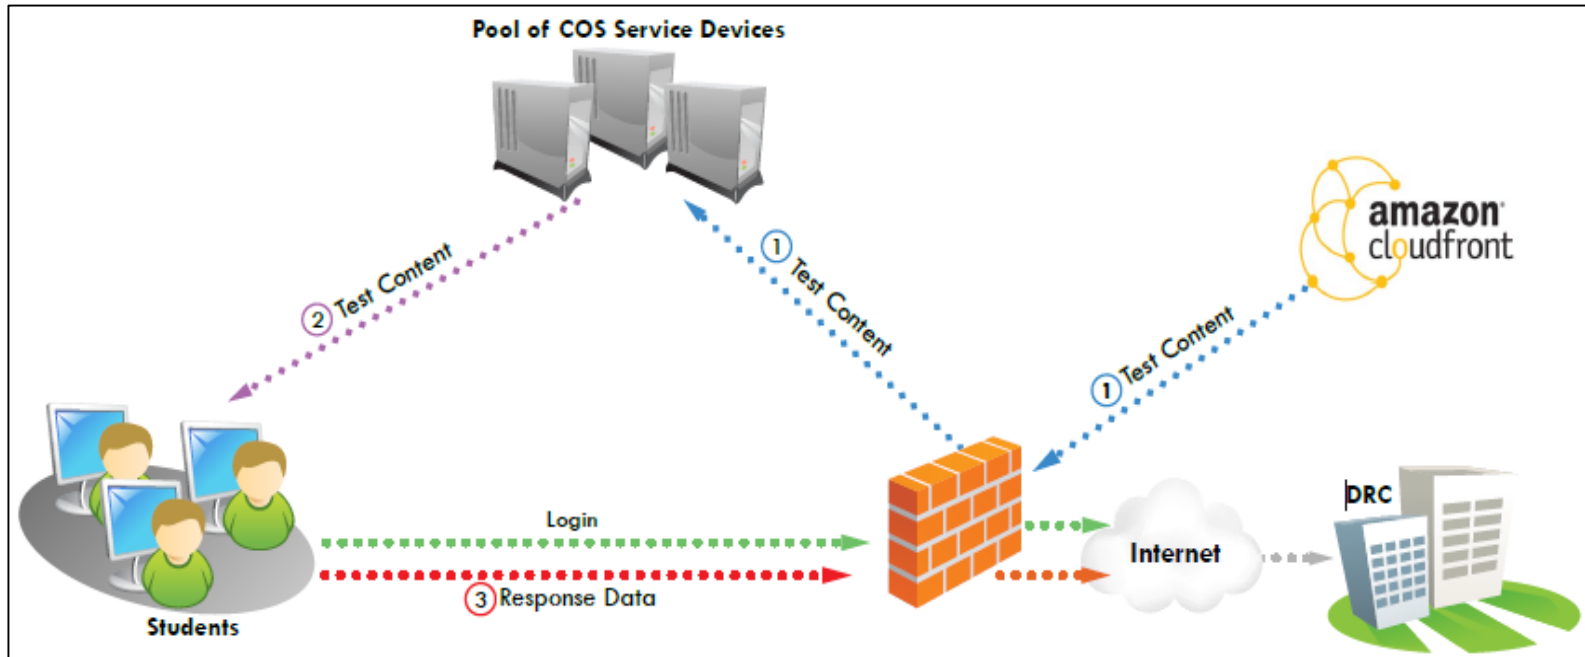 Pool of COS Service Devices
amazon
cloudfront
1 Test Content
2 Test Content
1 Test Content
DRC
Login
Internet
3 Response Data
Students